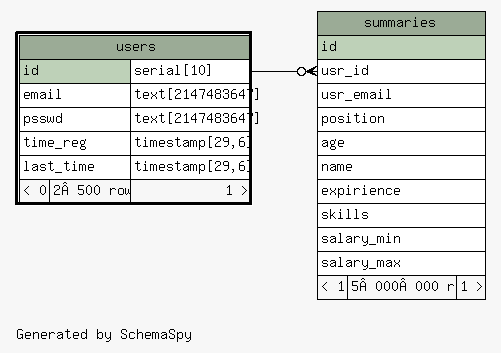 users
id serial[10]
email text[2147483647]
psswd text[2147483647]
time_reg timestamp[29,6]
last_time timestamp[29,6]
< 0 2Â 500 row 1 >
summaries
id
usr_id
usr_email
position
age
name
expirience
skills
salary_min
salary_max
< 1 5Â 000Â 000 r 1 >
Generated by SchemaSpy